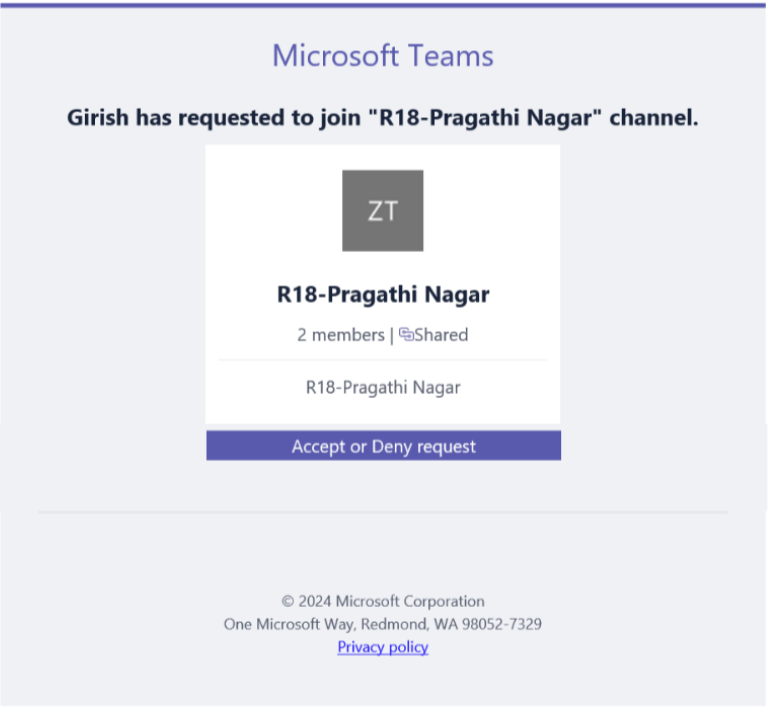 Microsoft Teams
Girish has requested to join "R18-Pragathi Nagar" channel.
ZT
R18-Pragathi Nagar
2 members | Shared
R18-Pragathi Nagar
Accept or Deny request
© 2024 Microsoft Corporation
One Microsoft Way, Redmond, WA 98052-7329
Privacy policy